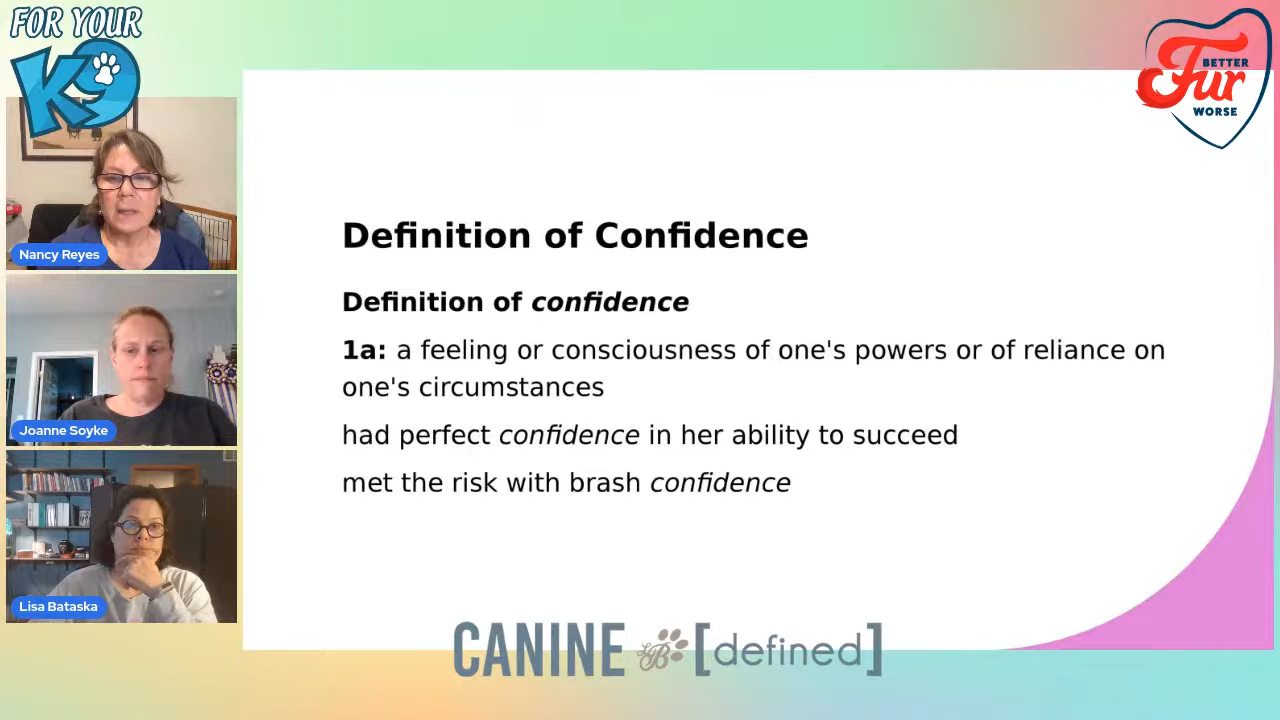 FOR YOUR
K9
BETTER
Fur
WORSE
Nancy Reyes
Joanne Soyke
Lisa Bataska
Definition of Confidence
Definition of confidence
1a: a feeling or consciousness of one's powers or of reliance on
one's circumstances
had perfect confidence in her ability to succeed
met the risk with brash confidence
CANINE LB [defined]